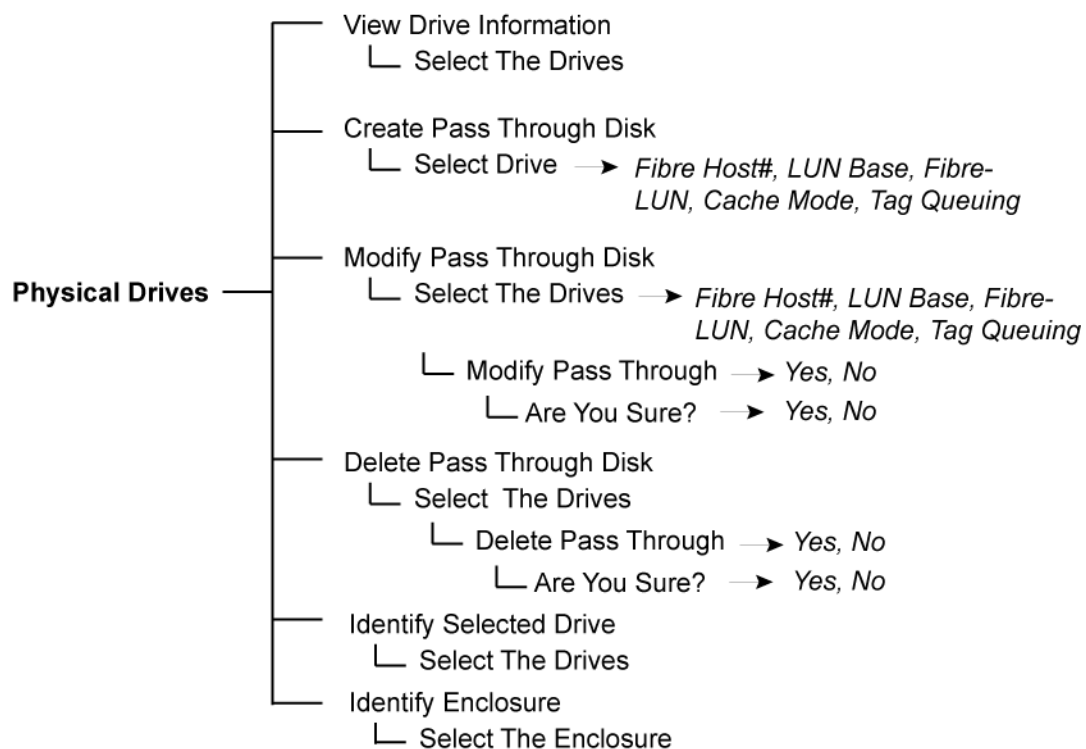 View Drive Information
Select The Drives
Create Pass Through Disk
Select Drive
Fibre Host#, LUN Base, Fibre-
LUN, Cache Mode, Tag Queuing
Modify Pass Through Disk
Physical Drives
Select The Drives
Fibre Host#, LUN Base, Fibre-
LUN, Cache Mode, Tag Queuing
Modify Pass Through
Yes, No
Are You Sure?
Yes, No
Delete Pass Through Disk
Select The Drives
Delete Pass Through
Yes, No
Are You Sure?
Yes, No
Identify Selected Drive
Select The Drives
Identify Enclosure
Select The Enclosure